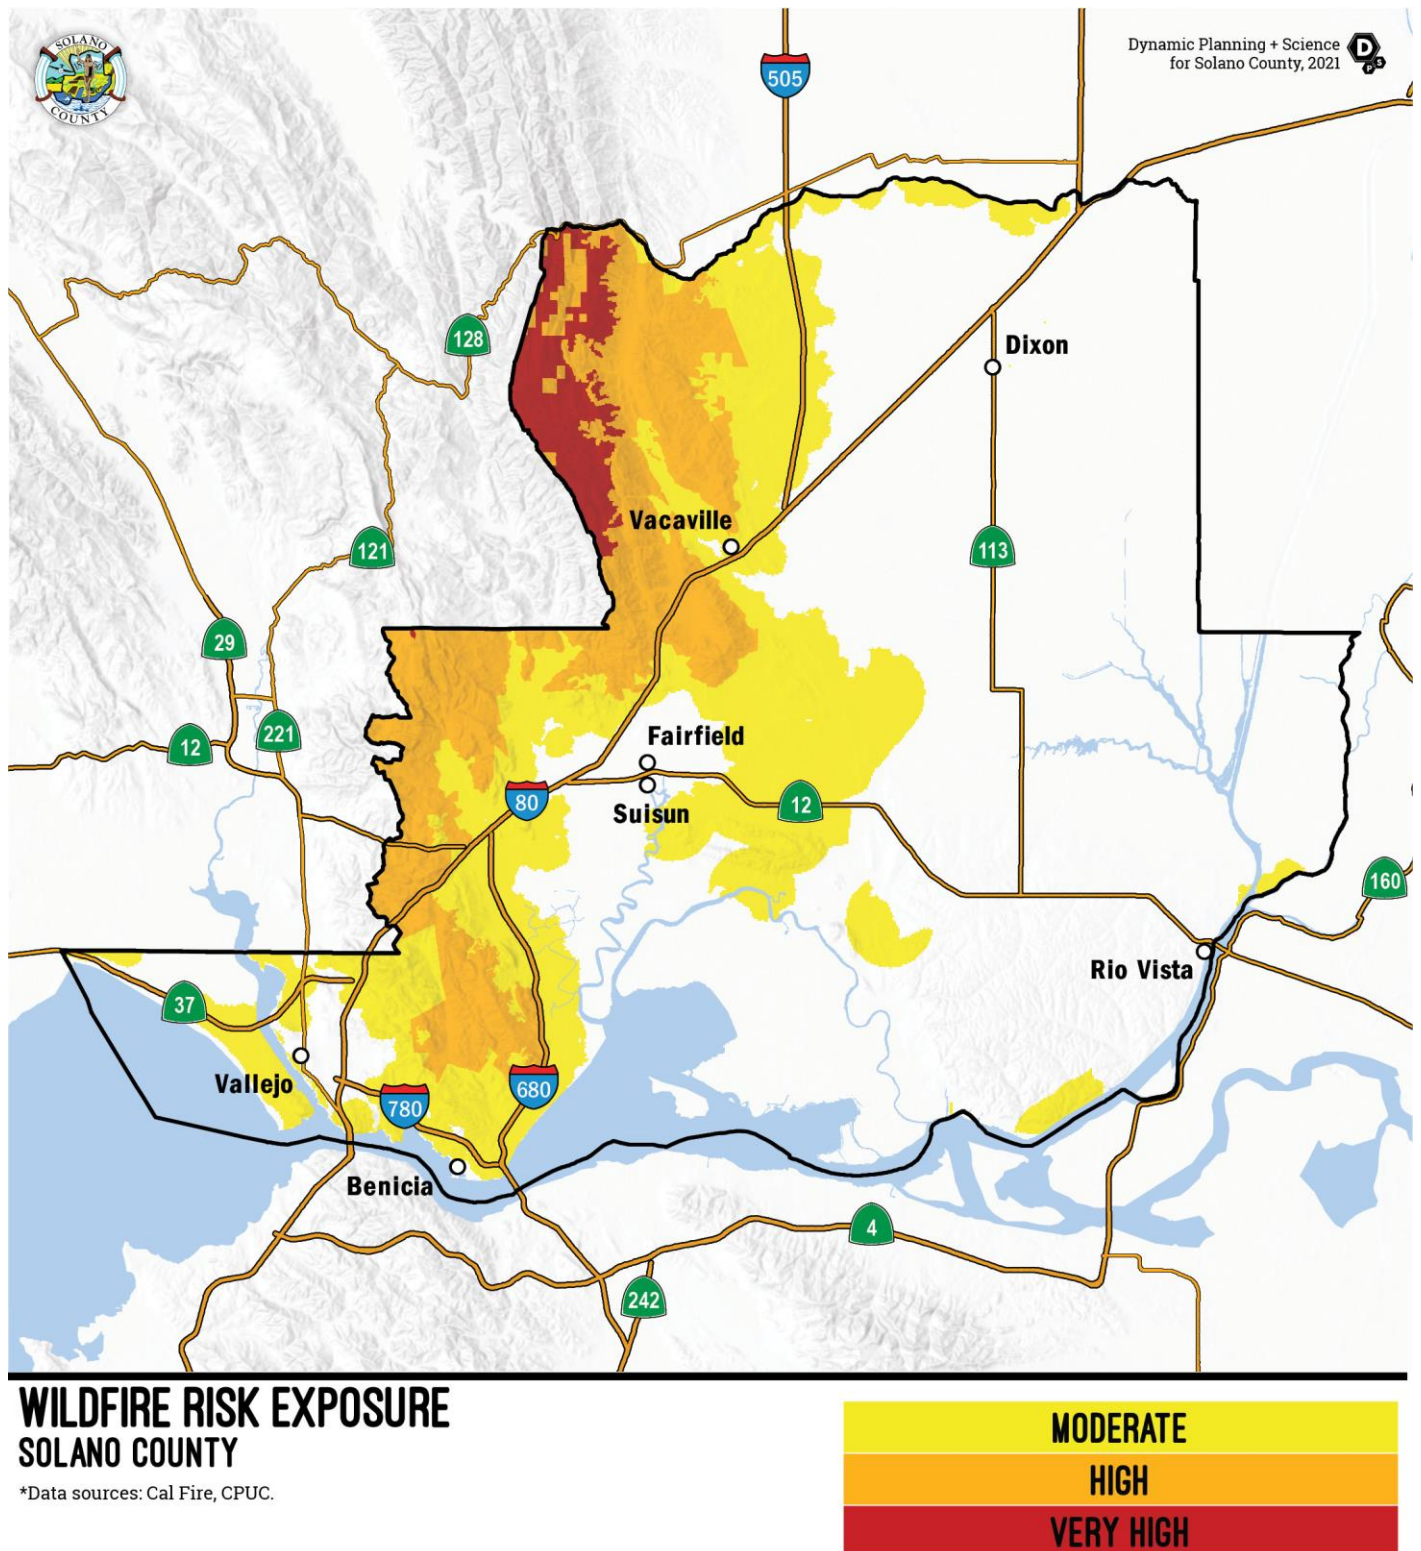 SOLANO
COUNTY
Dynamic Planning + Science
for Solano County, 2021
D
P
S
505
128
Dixon
Vacaville
121
113
29
12
221
Fairfield
80
Suisun
12
160
Rio Vista
37
Vallejo
780
680
Benicia
4
242
WILDFIRE RISK EXPOSURE
SOLANO COUNTY
*Data sources: Cal Fire, CPUC.
MODERATE
HIGH
VERY HIGH